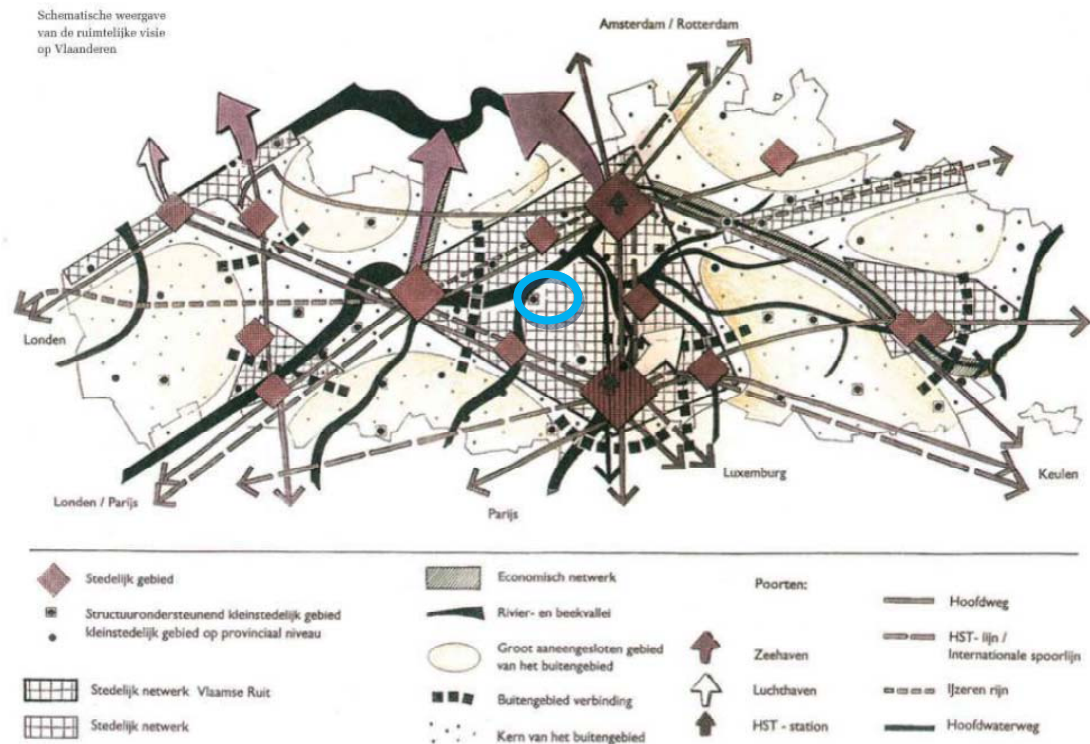 Schematische weergave
van de ruimtelijke visie
op Vlaanderen
Amsterdam / Rotterdam
Londen
Londen / Parijs
Parijs
Luxemburg
Keulen
Stedelijk gebied
Structuurondersteunend kleinstedelijk gebied
kleinstedelijk gebied op provinciaal niveau
Stedelijk netwerk Vlaamse Ruit
Stedelijk netwerk
Economisch netwerk
Rivier- en beekvallei
Groot aaneengesloten gebied
van het buitengebied
Buitengebied verbinding
Kern van het buitengebied
Poorten:
Zeehaven
Luchthaven
HST - station
Hoofdweg
HST- lijn /
Internationale spoorlijn
IJzeren rijn
Hoofdwaterweg